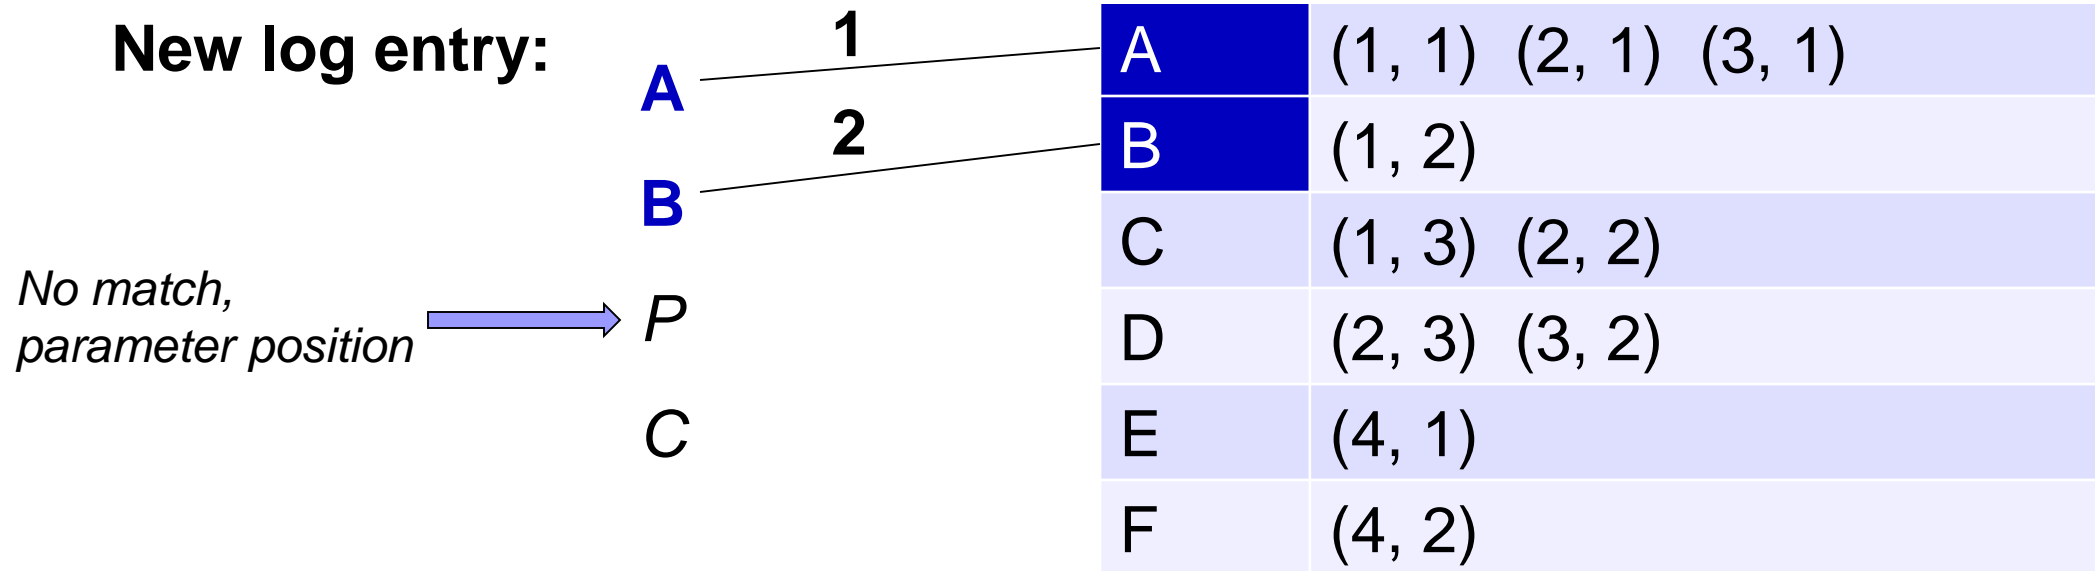 New log entry:
A
B
P
C
1
2
No match,
parameter position
A (1, 1) (2, 1) (3, 1)
B (1, 2)
C (1, 3) (2, 2)
D (2, 3) (3, 2)
E (4, 1)
F (4, 2)